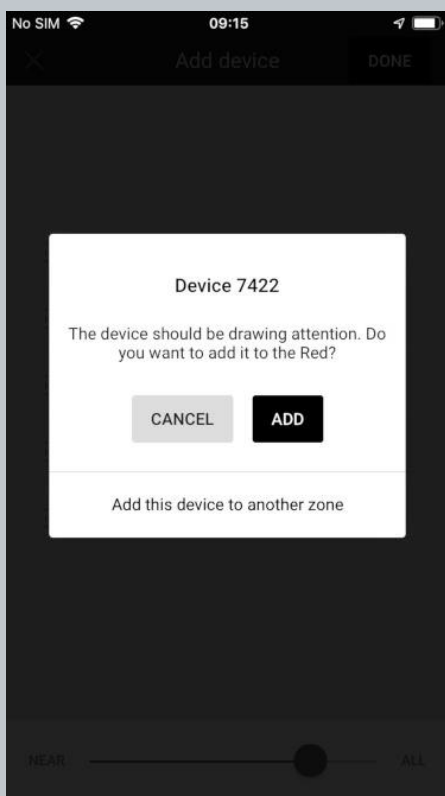 No SIM 09:15
Add device DONE
Device 7422
The device should be drawing attention. Do
you want to add it to the Red?
CANCEL ADD
Add this device to another zone
NEAR ALL